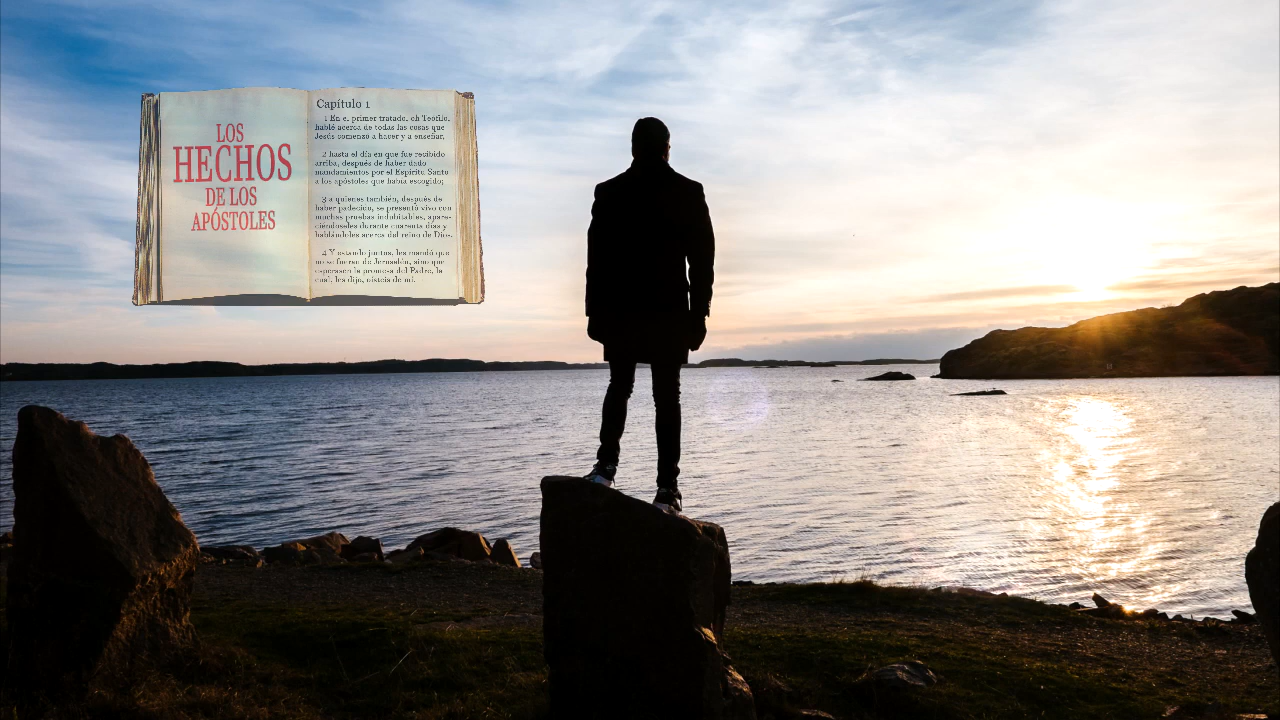 LOS
HECHOS
DE LOS
APÓSTOLES
Capítulo 1
1 En el primer tratado, oh Teófilo,
hablé acerca de todas las cosas que
Jesús comenzó a hacer y a enseñar,
2 hasta el día en que fue recibido
arriba, después de haber dado
mandamientos por el Espíritu Santo
a los apóstoles que había escogido;
3 a quienes también, después de
haber padecido, se presentó vivo con
muchas pruebas indubitables, apare-
ciéndoseles durante cuarenta días y
hablándoles acerca del reino de Dios.
4 Y estando juntos, les mandó que
no se fueran de Jerusalén, sino que
esperasen la promesa del Padre, la
cual, les dijo, oísteis de mí.